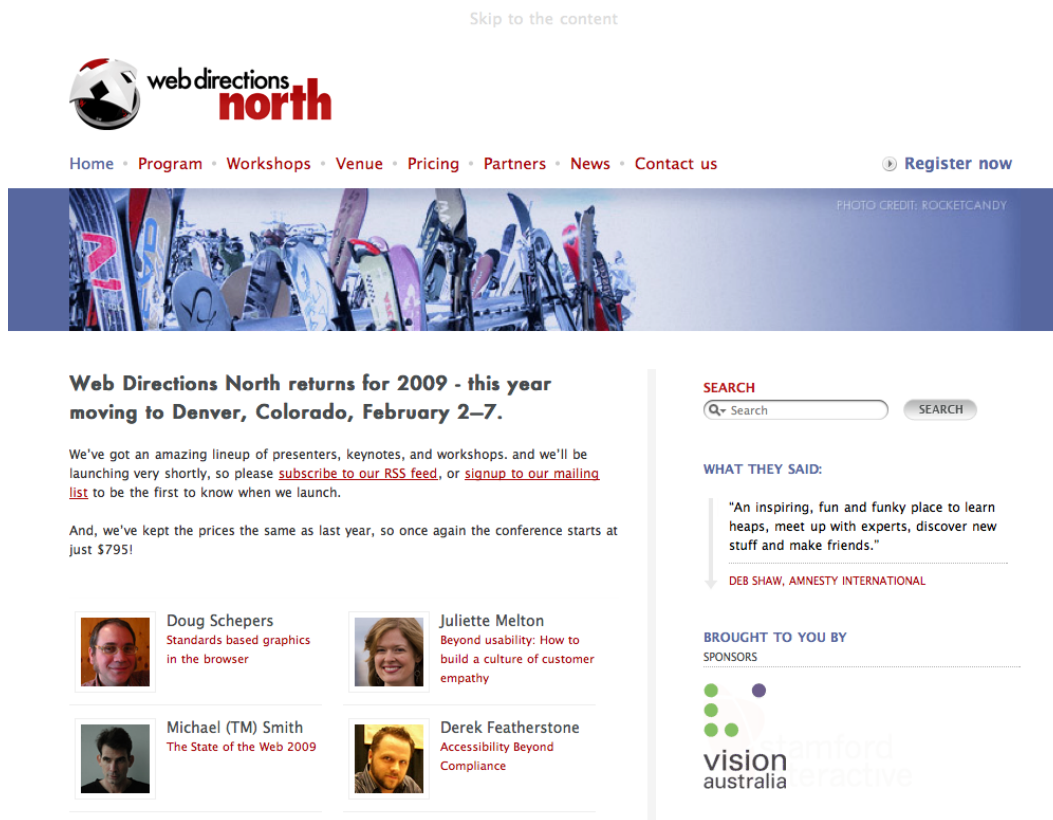 Skip to the content
web directions
north
Home • Program • Workshops • Venue • Pricing • Partners • News • Contact us
Register now
PHOTO CREDIT: ROCKETCANDY
Web Directions North returns for 2009 - this year
moving to Denver, Colorado, February 2–7.
We've got an amazing lineup of presenters, keynotes, and workshops. and we'll be
launching very shortly, so please subscribe to our RSS feed, or signup to our mailing
list to be the first to know when we launch.
And, we've kept the prices the same as last year, so once again the conference starts at
just $795!
Doug Schepers
Standards based graphics
in the browser
Juliette Melton
Beyond usability: How to
build a culture of customer
empathy
Michael (TM) Smith
The State of the Web 2009
Derek Featherstone
Accessibility Beyond
Compliance
SEARCH
Search
SEARCH
WHAT THEY SAID:
"An inspiring, fun and funky place to learn
heaps, meet up with experts, discover new
stuff and make friends."
DEB SHAW, AMNESTY INTERNATIONAL
BROUGHT TO YOU BY
SPONSORS
vision
australia